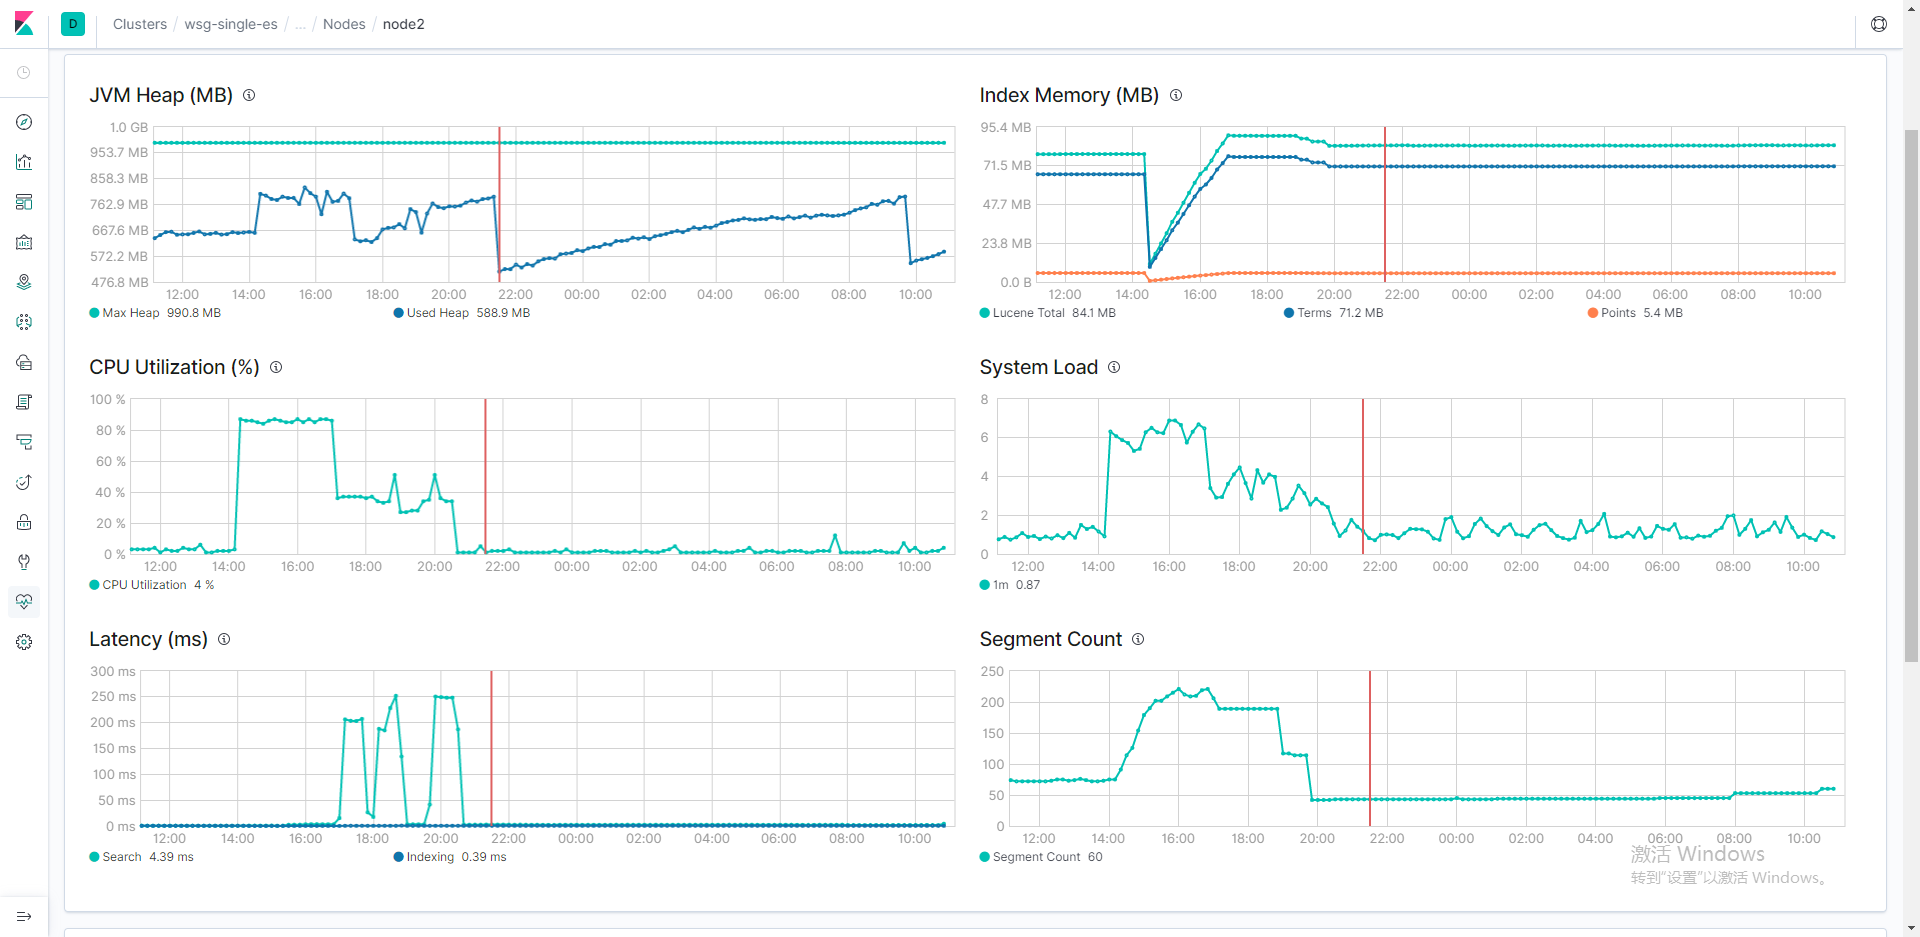 D Clusters / wsg-single-es / ... / Nodes / node2
JVM Heap (MB)
1.0 GB
953.7 MB
858.3 MB
762.9 MB
667.6 MB
572.2 MB
476.8 MB
12:00 14:00 16:00 18:00 20:00 22:00 00:00 02:00 04:00 06:00 08:00 10:00
Max Heap 990.8 MB Used Heap 588.9 MB
Index Memory (MB)
95.4 MB
71.5 MB
47.7 MB
23.8 MB
0.0 B
12:00 14:00 16:00 18:00 20:00 22:00 00:00 02:00 04:00 06:00 08:00 10:00
Lucene Total 84.1 MB Terms 71.2 MB Points 5.4 MB
CPU Utilization (%)
100 %
80 %
60 %
40 %
20 %
0 %
12:00 14:00 16:00 18:00 20:00 22:00 00:00 02:00 04:00 06:00 08:00 10:00
CPU Utilization 4 %
System Load
8
6
4
2
0
12:00 14:00 16:00 18:00 20:00 22:00 00:00 02:00 04:00 06:00 08:00 10:00
1m 0.87
Latency (ms)
300 ms
250 ms
200 ms
150 ms
100 ms
50 ms
0 ms
12:00 14:00 16:00 18:00 20:00 22:00 00:00 02:00 04:00 06:00 08:00 10:00
Search 4.39 ms Indexing 0.39 ms
Segment Count
250
200
150
100
50
0
12:00 14:00 16:00 18:00 20:00 22:00 00:00 02:00 04:00 06:00 08:00 10:00
Segment Count 60
激活 Windows
转到“设置”以激活 Windows。